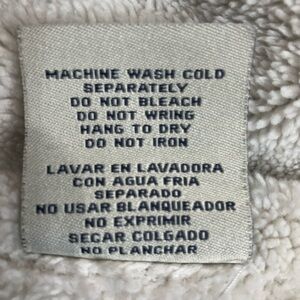 MACHINE WASH COLD
SEPARATELY
DO NOT BLEACH
DO NOT WRING
HANG TO DRY
DO NOT IRON
LAVAR EN LAVADORA
CON AGUA FRIA
SEPARADO
NO USAR BLANQUEADOR
NO EXPRIMIR
SECAR COLGADO
NO PLANCHAR